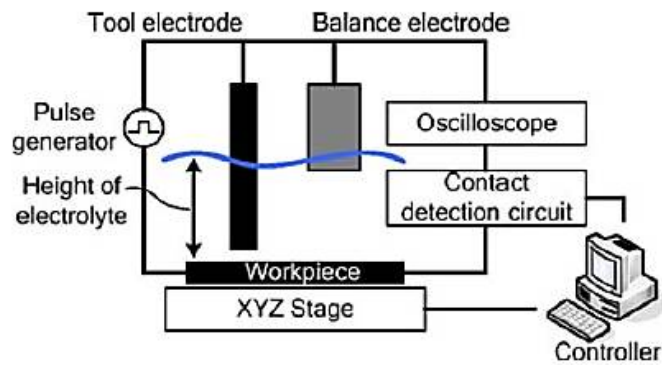 Tool electrode
Balance electrode
Pulse
generator
Oscilloscope
Height of
electrolyte
Contact
detection circuit
Workpiece
XYZ Stage
Controller